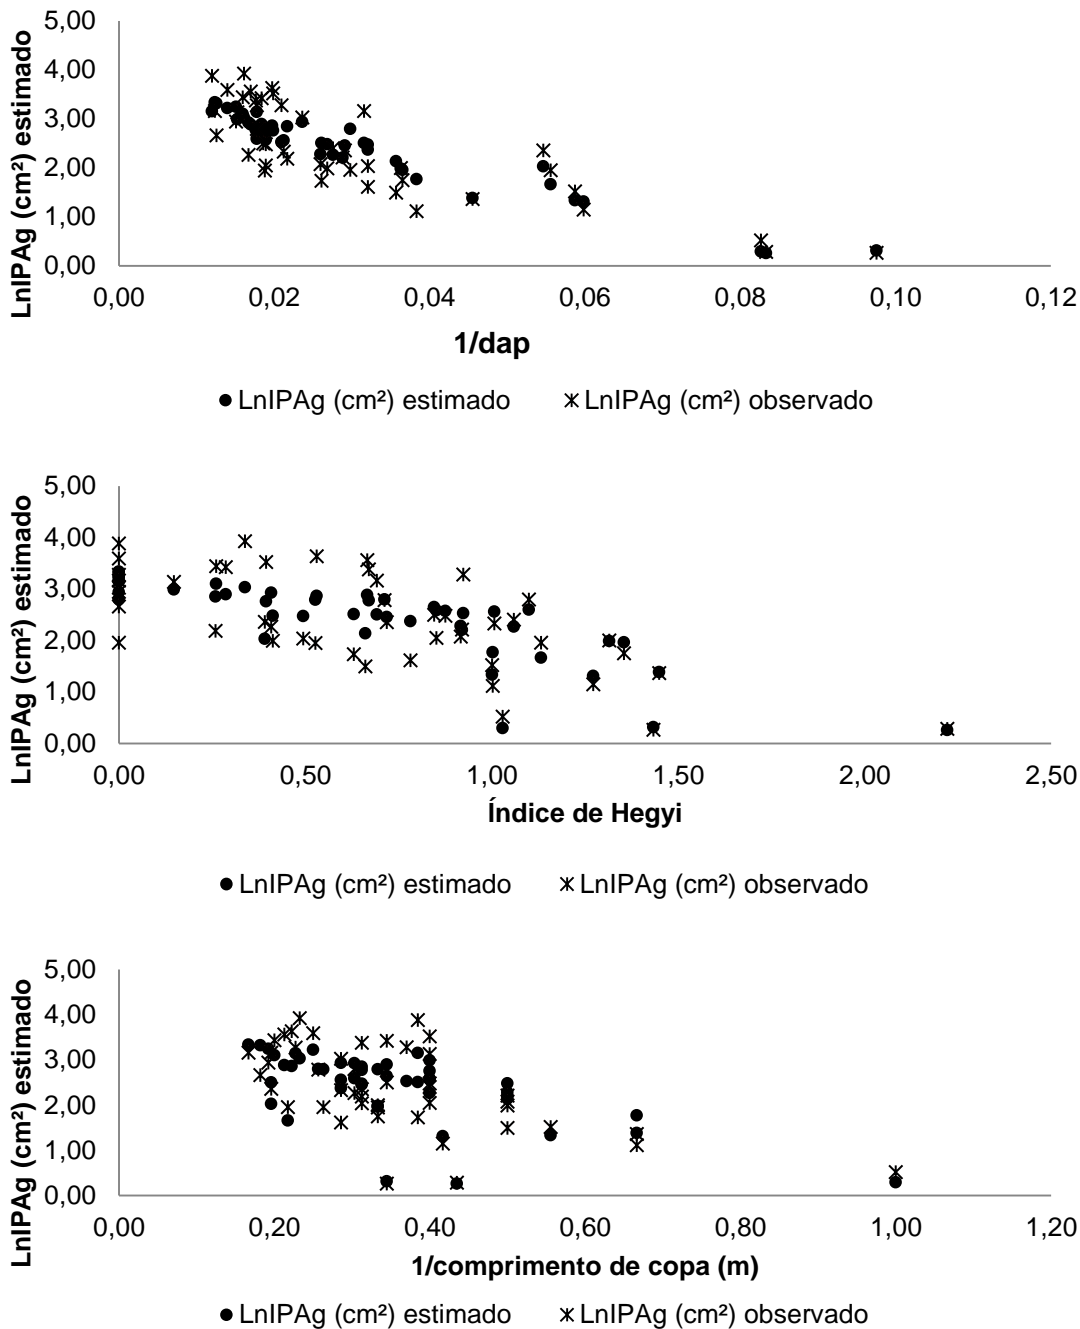 5,00
4,00
3,00
2,00
1,00
0,00
LnIPAg (cm²) estimado
0,00 0,02 0,04 0,06 0,08 0,10 0,12
1/dap
LnIPAg (cm²) estimado LnIPAg (cm²) observado
5,00
4,00
3,00
2,00
1,00
0,00
LnIPAg (cm²) estimado
0,00 0,50 1,00 1,50 2,00 2,50
Índice de Hegyi
LnIPAg (cm²) estimado LnIPAg (cm²) observado
5,00
4,00
3,00
2,00
1,00
0,00
LnIPAg (cm²) estimado
0,00 0,20 0,40 0,60 0,80 1,00 1,20
1/comprimento de copa (m)
LnIPAg (cm²) estimado LnIPAg (cm²) observado